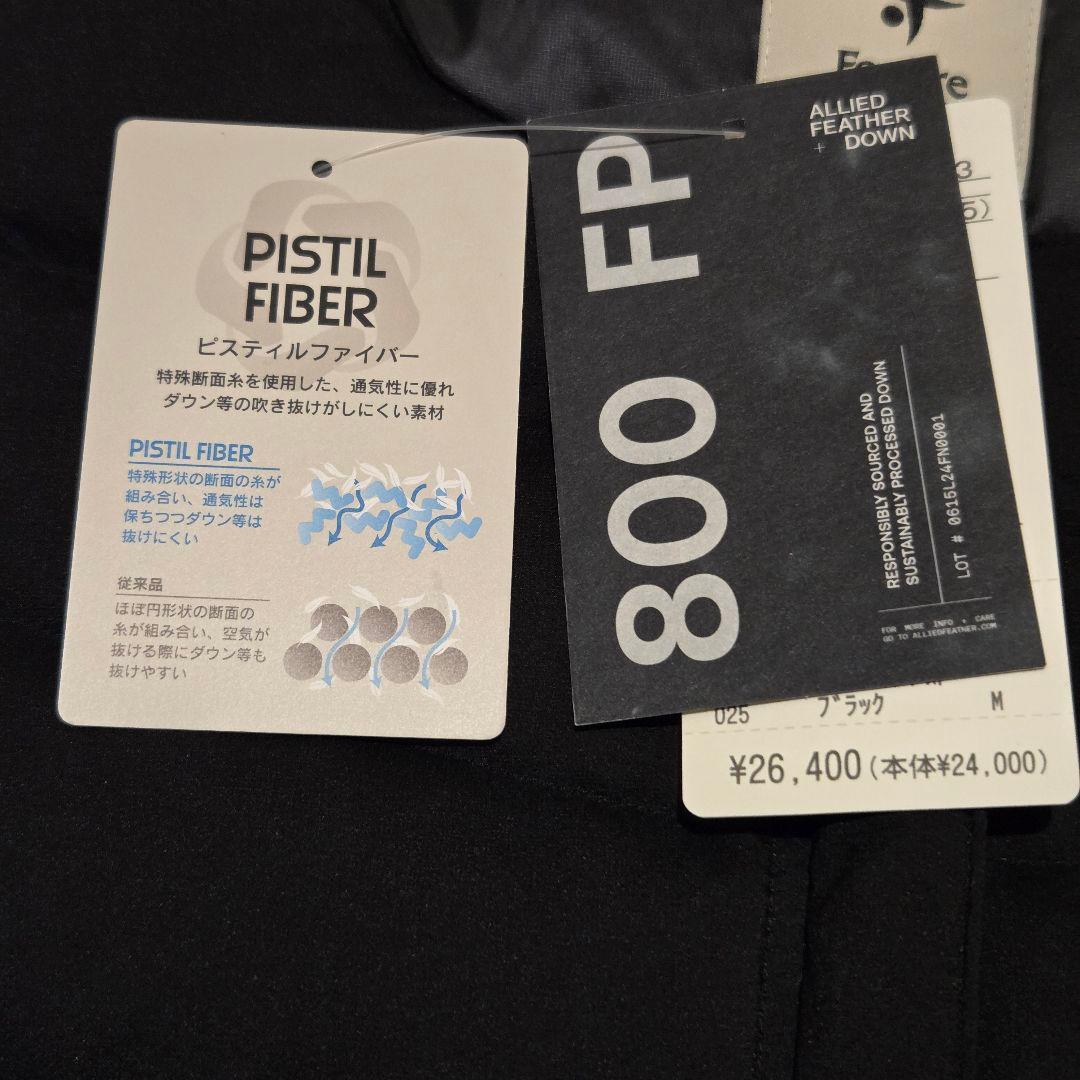 PISTIL
FIBER
ピスティルファイバー
特殊断面糸を使用した、通気性に優れ
ダウン等の吹き抜けがしにくい素材
PISTIL FIBER
特殊形状の断面の糸が
組み合い、通気性は
保ちつつダウン等は
抜けにくい
従来品
ほぼ円形状の断面の
糸が組み合い、空気が
抜ける際にダウン等も
抜けやすい
ALLIED
FEATHER
+ DOWN
800 FP
RESPONSIBLY SOURCED AND
SUSTAINABLY PROCESSED DOWN
LOT # 0615L24FN0001
FOR MORE INFO + CARE
GO TO ALLIEDFEATHER.COM
3
5)
025 ブラック M
¥26,400(本体¥24,000)